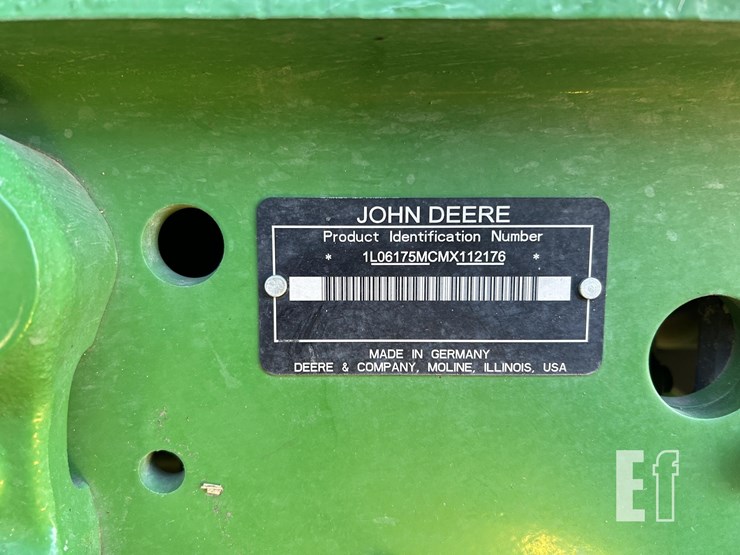 JOHN DEERE
Product Identification Number
* 1L06175MCMX112176 *
MADE IN GERMANY
DEERE & COMPANY, MOLINE, ILLINOIS, USA
Ef